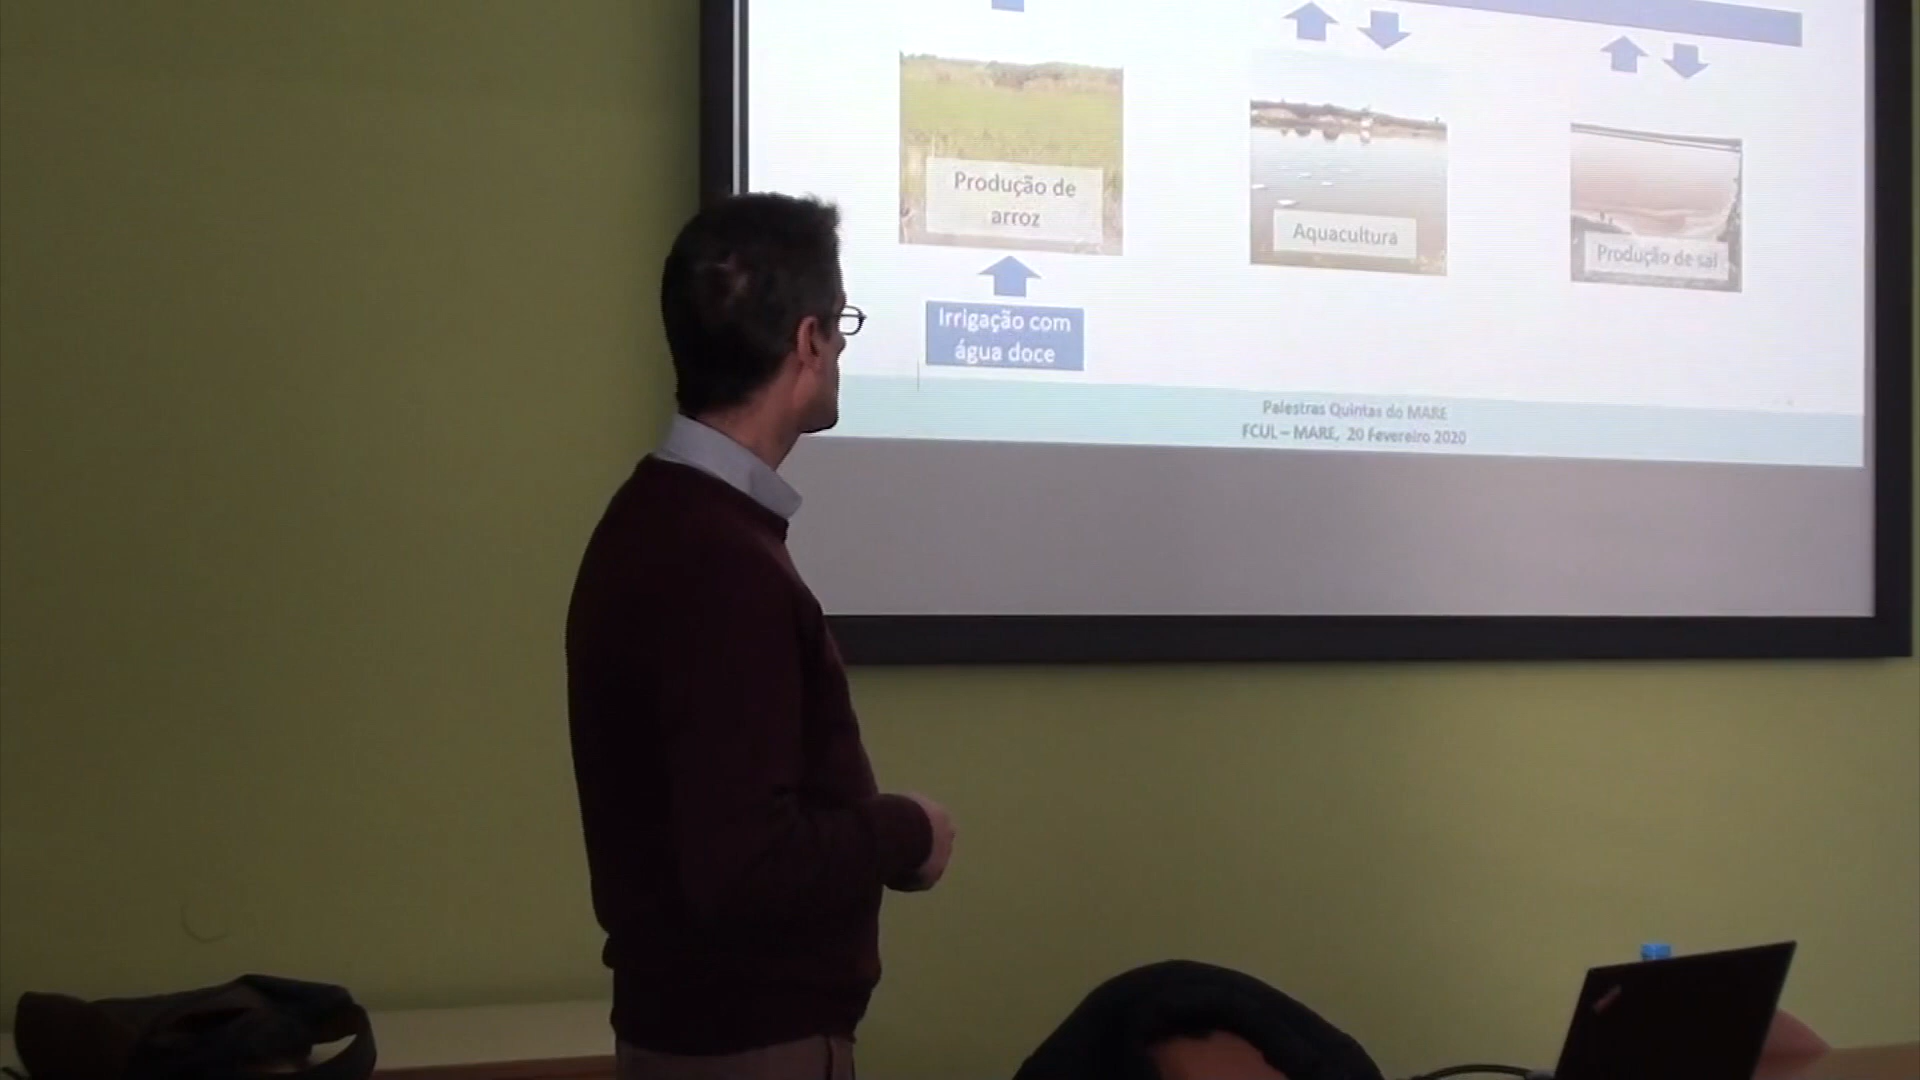 Produção de
arroz
Aquacultura
Produção de sal
Irrigação com
água doce
Palestras Quintas do MARE
FCUL – MARE, 20 Fevereiro 2020